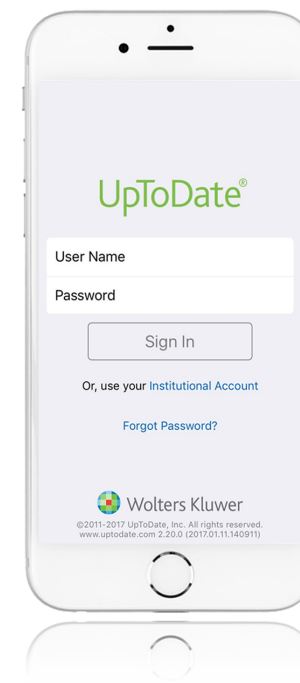 UpToDate®
User Name
Password
Sign In
Or, use your Institutional Account
Forgot Password?
Wolters Kluwer
©2011-2017 UpToDate, Inc. All rights reserved.
www.uptodate.com 2.20.0 (2017.01.11.140911)